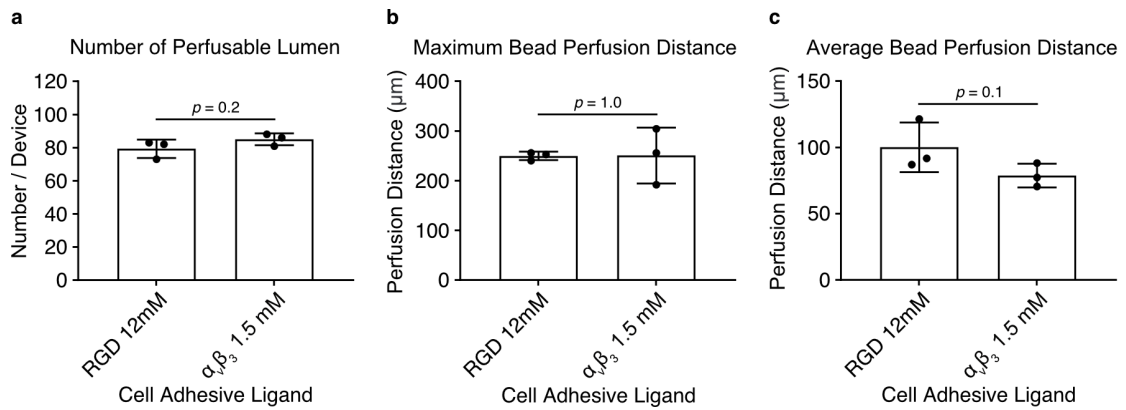 a
Number of Perfusable Lumen
Number / Device
120
100
80
60
40
20
0
p = 0.2
RGD 12mM
αvβ3 1.5 mM
Cell Adhesive Ligand
b
Maximum Bead Perfusion Distance
Perfusion Distance (μm)
400
300
200
100
0
p = 1.0
RGD 12mM
αvβ3 1.5 mM
Cell Adhesive Ligand
c
Average Bead Perfusion Distance
Perfusion Distance (μm)
150
100
50
0
p = 0.1
RGD 12mM
αvβ3 1.5 mM
Cell Adhesive Ligand